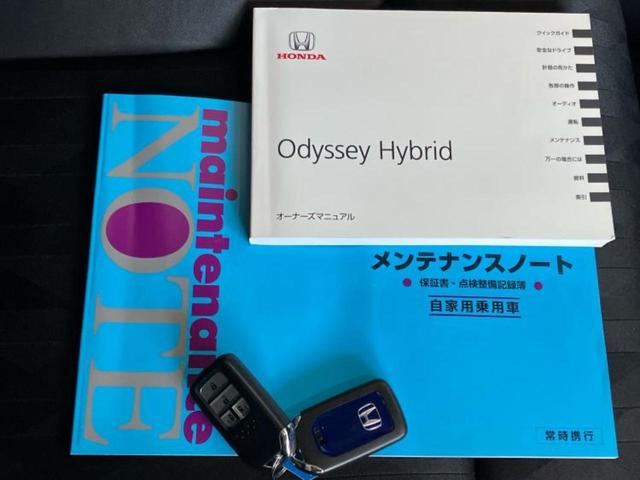 HONDA
Odyssey Hybrid
オーナーズマニュアル
クイックガイド
安全なドライブ
計器の見かた
各部の操作
オーディオ
運転
メンテナンス
万一の場合には
資料
索引
maintenance
NOTE
メンテナンスノート
保証書・点検整備記録簿
自家用乗用車
常時携行